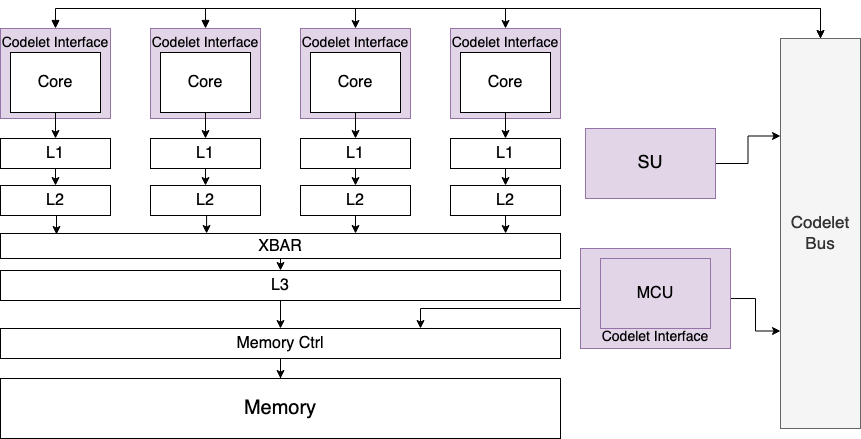 Codelet Interface
Codelet Interface
Codelet Interface
Codelet Interface
Core
Core
Core
Core
L1
L1
L1
L1
SU
L2
L2
L2
L2
Codelet
Bus
XBAR
L3
MCU
Codelet Interface
Memory Ctrl
Memory